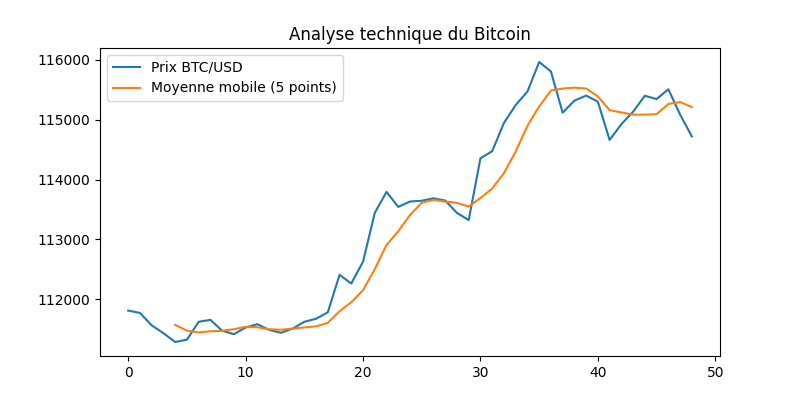 Analyse technique du Bitcoin
Prix BTC/USD
Moyenne mobile (5 points)
116000
115000
114000
113000
112000
0 10 20 30 40 50